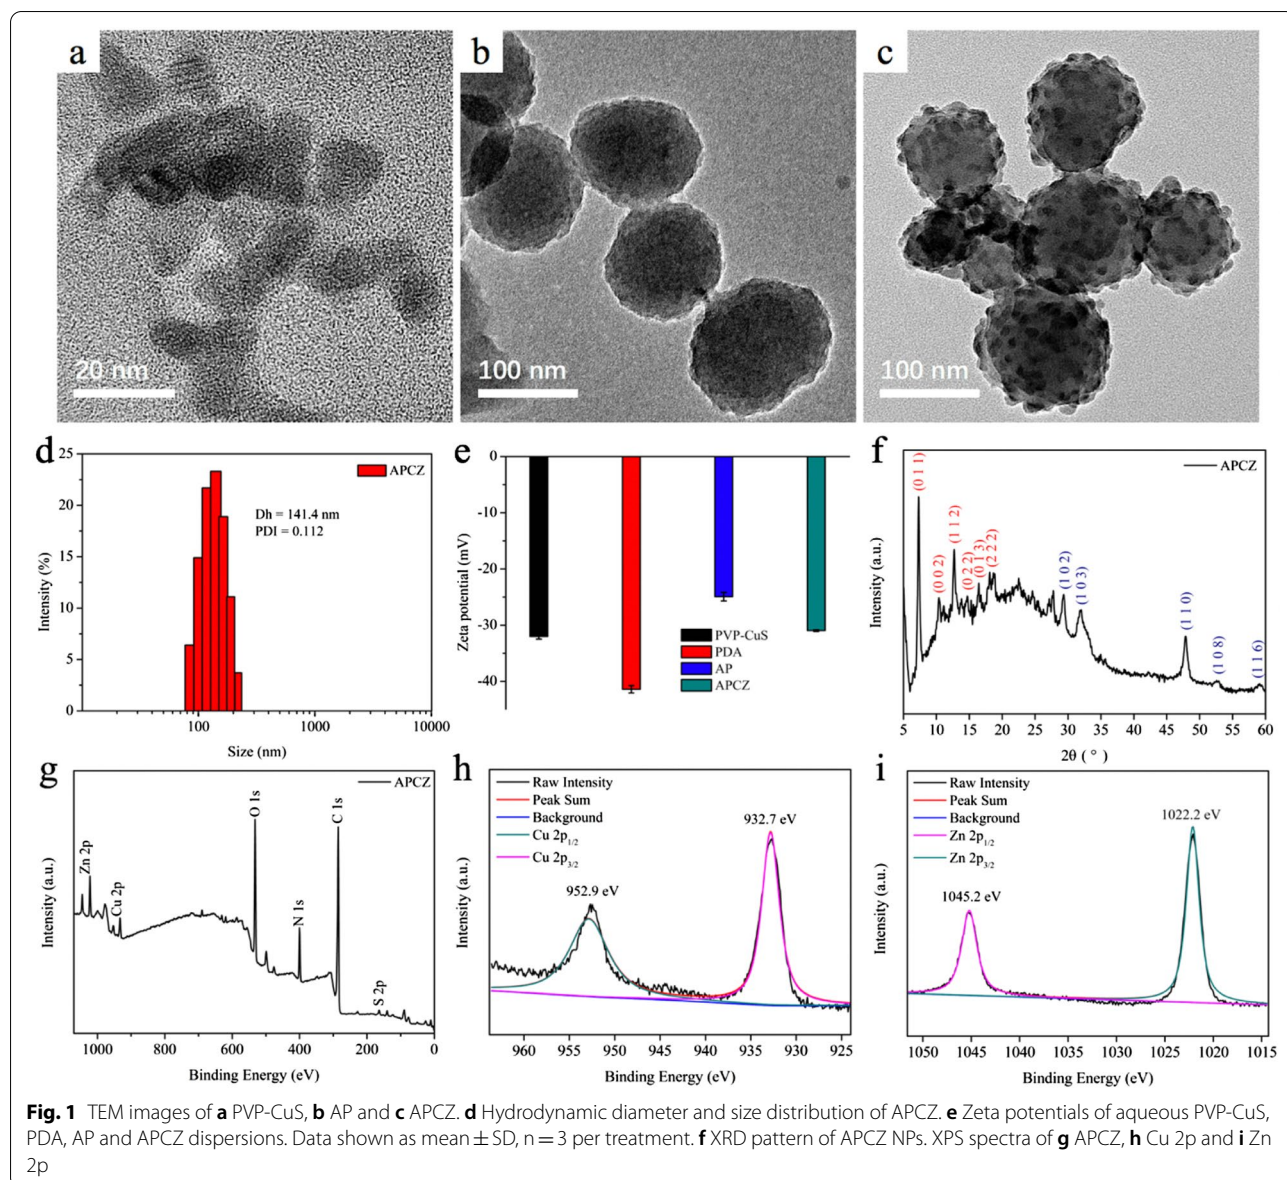 a
b
c
20 nm
100 nm
100 nm
d
25
20
15
10
5
0
Intensity (%)
APCZ
Dh = 141.4 nm
PDI = 0.112
100
1000
10000
Size (nm)
e
0
-10
-20
-30
-40
Zeta potential (mV)
PVP-CuS
PDA
AP
APCZ
f
APCZ
Intensity (a.u.)
(0 1 1)
(0 0 2)
(1 1 2)
(0 2 2)
(0 1 3)
(2 2 2)
(1 0 2)
(1 0 3)
(1 1 0)
(1 0 8)
(1 1 6)
5 10 15 20 25 30 35 40 45 50 55 60
2θ ( ° )
g
APCZ
Intensity (a.u.)
Zn 2p
Cu 2p
O 1s
N 1s
C 1s
S 2p
1000 800 600 400 200 0
Binding Energy (eV)
h
Raw Intensity
Peak Sum
Background
Cu 2p1/2
Cu 2p3/2
932.7 eV
952.9 eV
Intensity (a.u.)
960 955 950 945 940 935 930 925
Binding Energy (eV)
i
Raw Intensity
Peak Sum
Background
Zn 2p1/2
Zn 2p3/2
1022.2 eV
1045.2 eV
Intensity (a.u.)
1050 1045 1040 1035 1030 1025 1020 1015
Binding Energy (eV)
Fig. 1 TEM images of a PVP-CuS, b AP and c APCZ. d Hydrodynamic diameter and size distribution of APCZ. e Zeta potentials of aqueous PVP-CuS,
PDA, AP and APCZ dispersions. Data shown as mean ± SD, n = 3 per treatment. f XRD pattern of APCZ NPs. XPS spectra of g APCZ, h Cu 2p and i Zn
2p